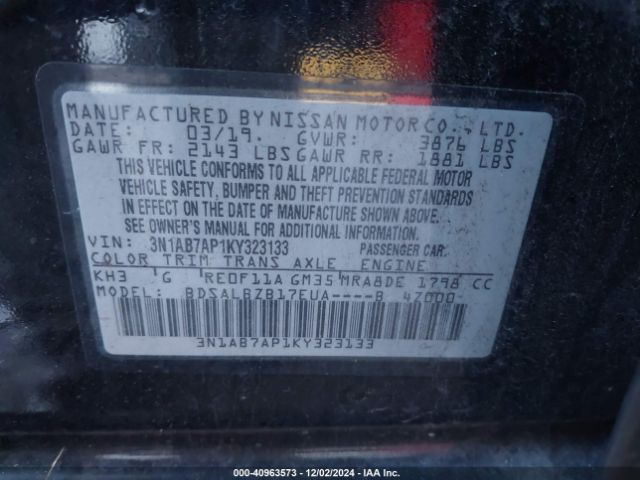 MANUFACTURED BY NISSAN MOTOR CO., LTD.
DATE: 03/19. GVWR: 3876 LBS
GAWR FR: 2143 LBS GAWR RR: 1881 LBS
THIS VEHICLE CONFORMS TO ALL APPLICABLE FEDERAL MOTOR
VEHICLE SAFETY, BUMPER AND THEFT PREVENTION STANDARDS
IN EFFECT ON THE DATE OF MANUFACTURE SHOWN ABOVE.
SEE OWNER'S MANUAL FOR ADDITIONAL INFORMATION.
VIN: 3N1AB7AP1KY323133 PASSENGER CAR.
COLOR TRIM TRANS AXLE ENGINE
KH3 G RE0F11A GM35 MRA8DE 1798 CC
MODEL: BDSALBZB17EUA----B 4Z000-
3N1AB7AP1KY323133
000-40963573 | 12/02/2024 | IAA Inc.